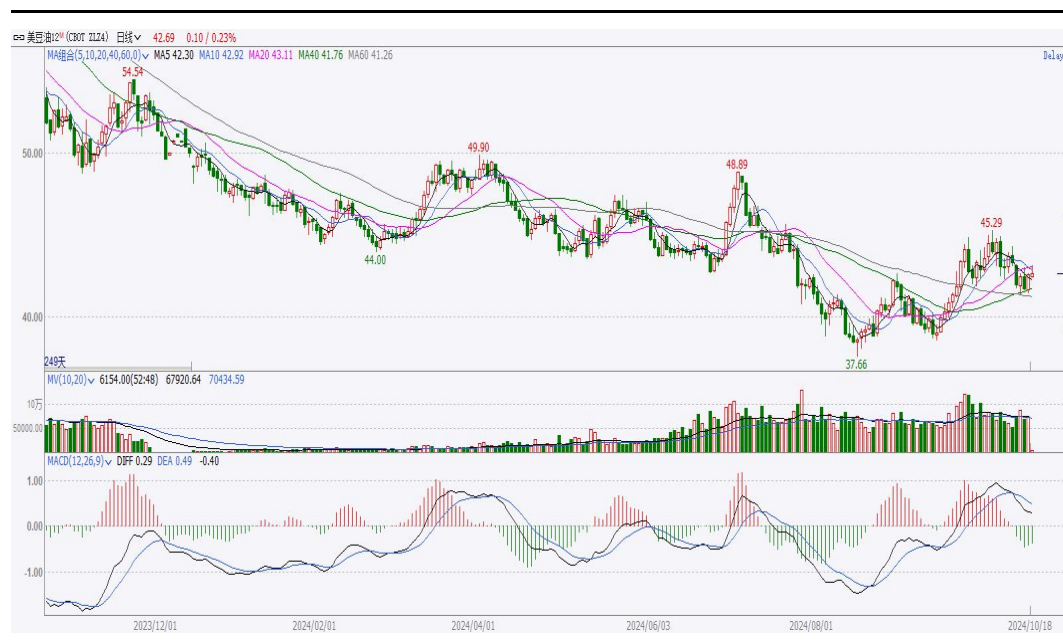 美豆油12M (CBOT ZLZ4) 日线 42.69 0.10 / 0.23%
MA组合(5,10,20,40,60,0) MA5 42.30 MA10 42.92 MA20 43.11 MA40 41.76 MA60 41.26
Delay
54.54
50.00
49.90
48.89
45.29
44.00
40.00
37.66
249天
MV(10,20) 6154.00(52:48) 67920.64 70434.59
10万
50000.00
MACD(12,26,9) DIFF 0.29 DEA 0.49 -0.40
1.00
0.00
-1.00
2023/12/01 2024/02/01 2024/04/01 2024/06/03 2024/08/01 2024/10/18